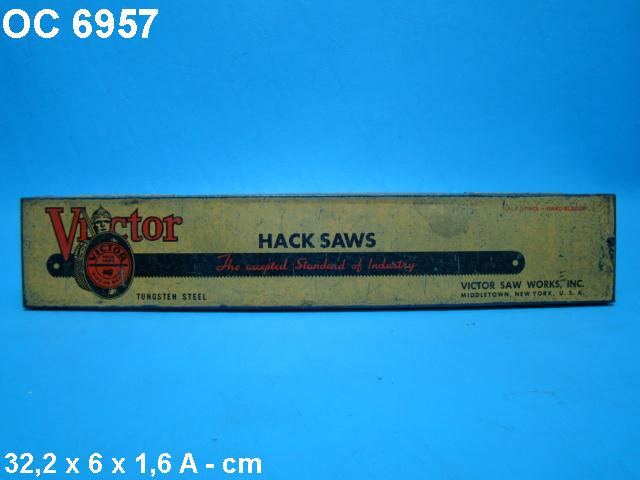 OC 6957
Victor
HACK SAWS
VICTOR
The accepted Standard of Industry
TUNGSTEN STEEL
VICTOR SAW WORKS, INC.
MIDDLETOWN, NEW YORK, U. S. A.
32,2 x 6 x 1,6 A - cm